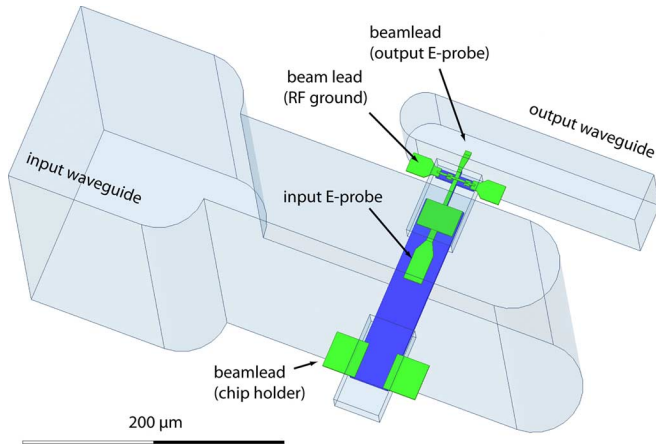 beamlead
(output E-probe)
beam lead
(RF ground)
output waveguide
input waveguide
input E-probe
beamlead
(chip holder)
200 µm